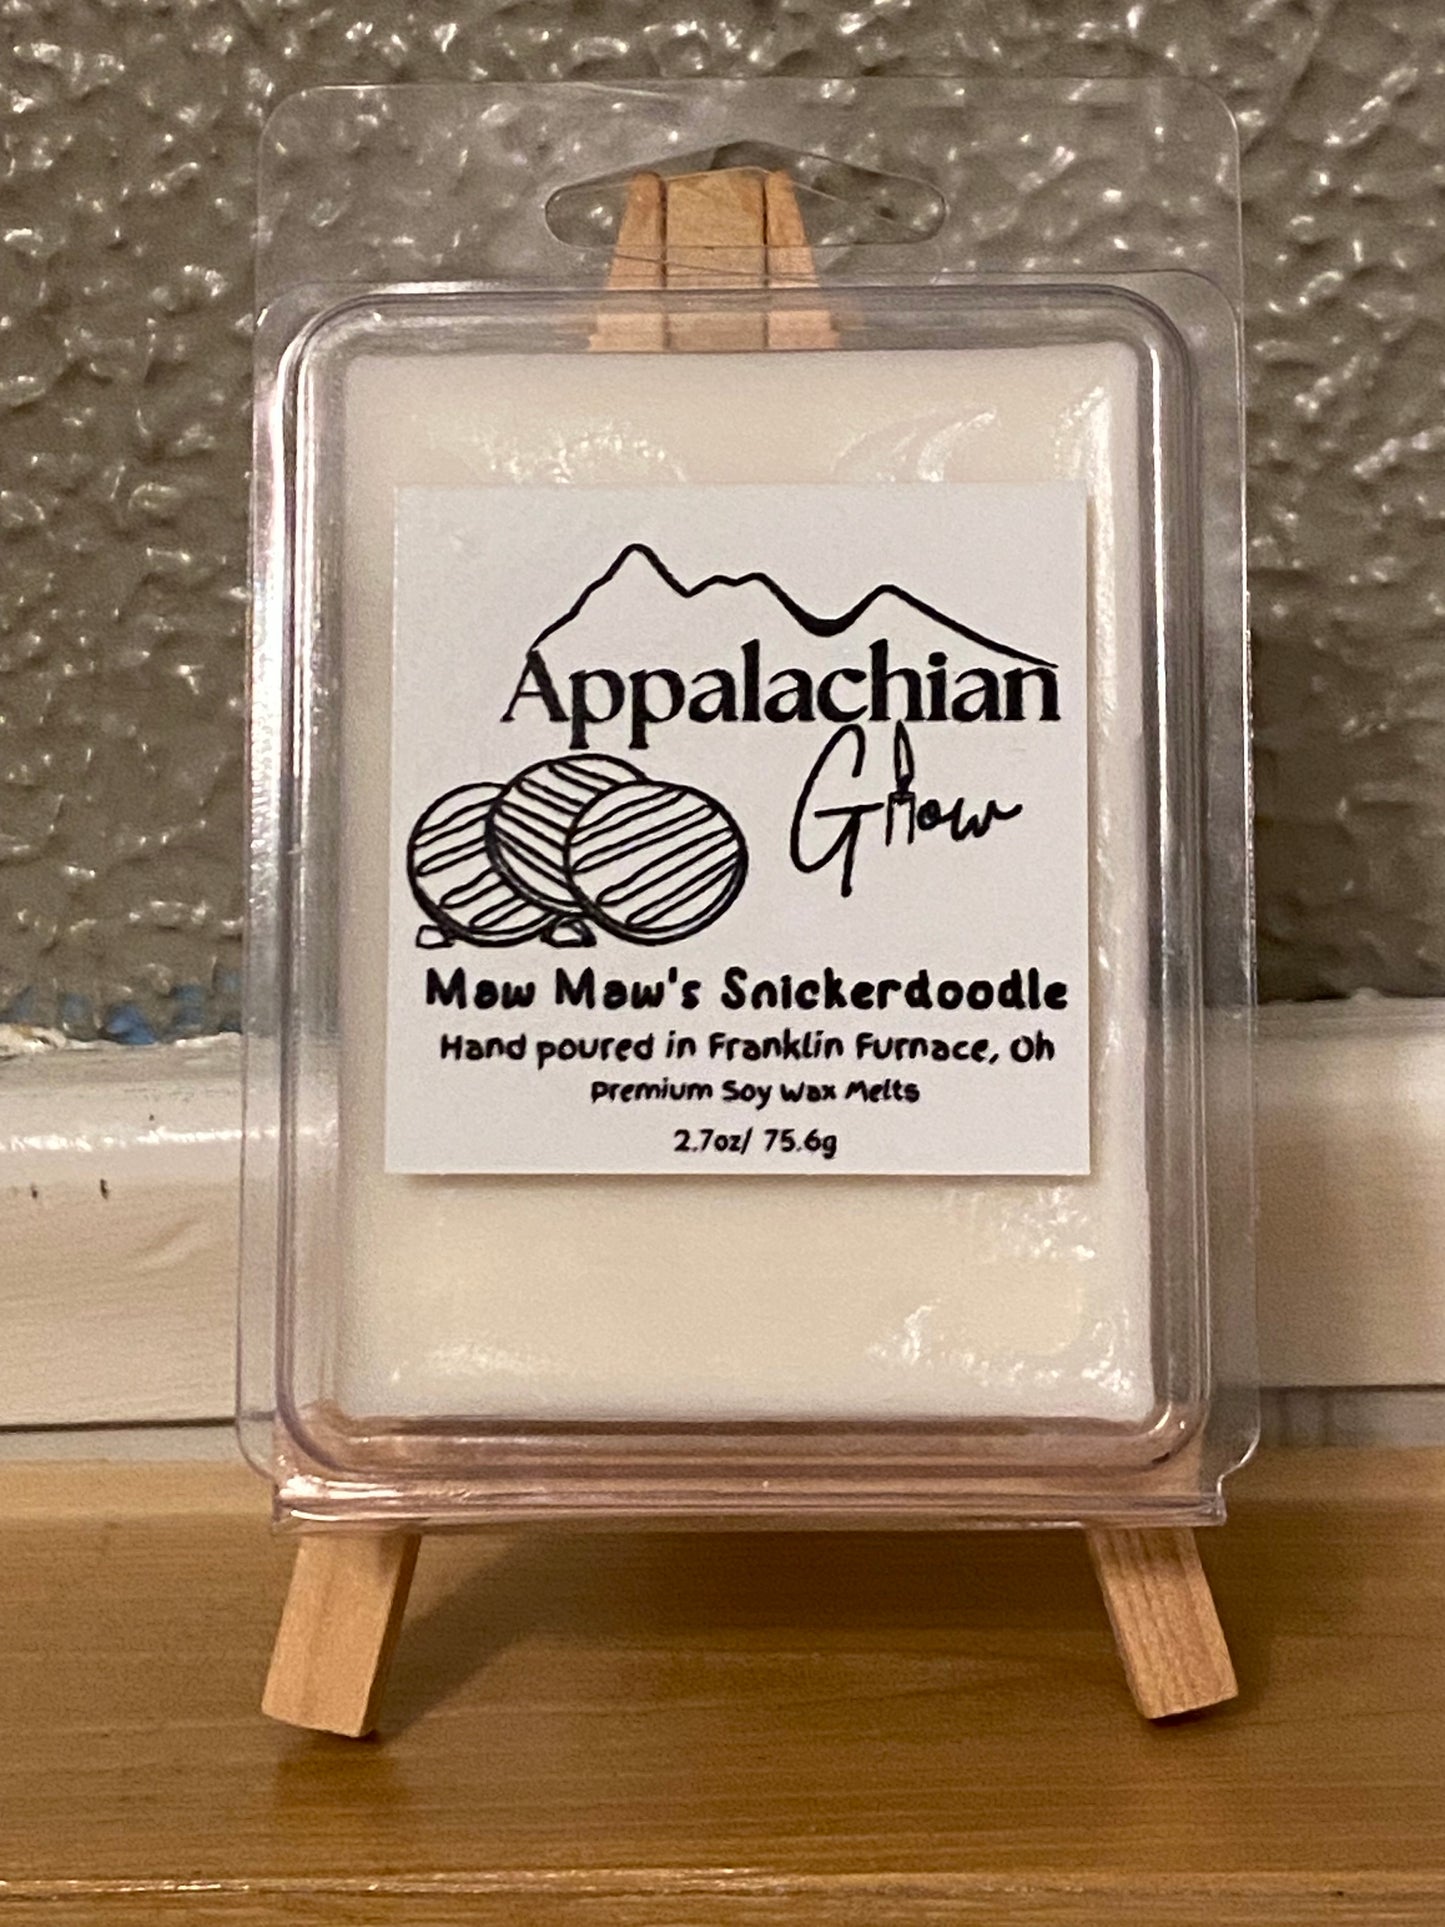 Appalachian
Glow
Maw Maw's Snickerdoodle
Hand poured in Franklin Furnace, Oh
Premium Soy Wax Melts
2.7oz/ 75.6g